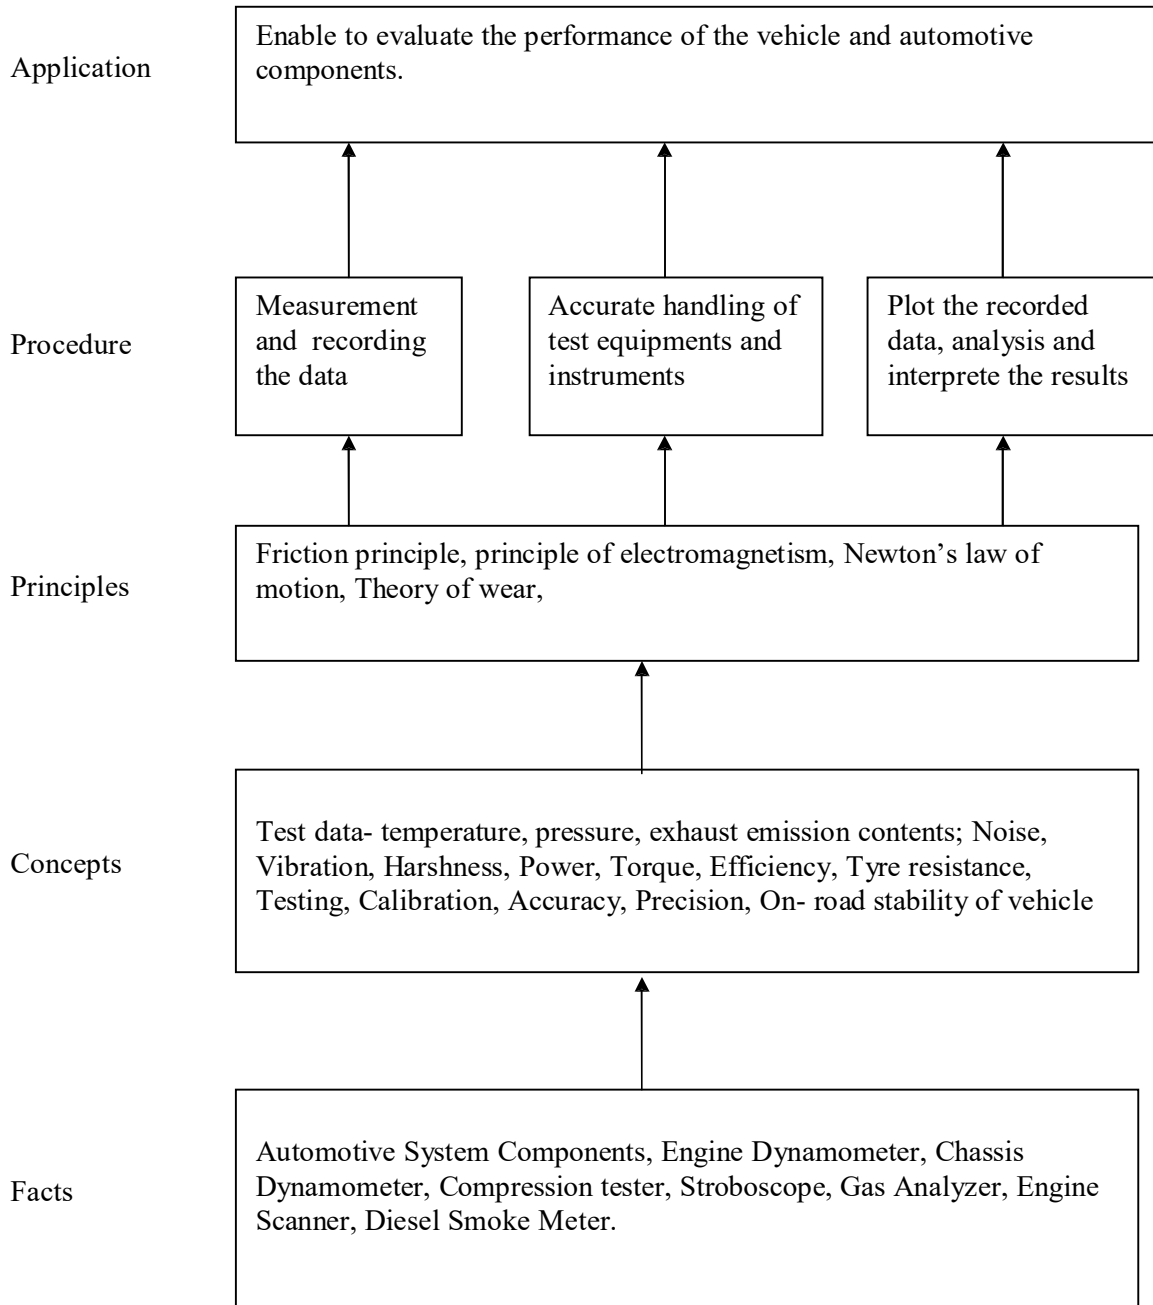 Application
Enable to evaluate the performance of the vehicle and automotive
components.
Procedure
Measurement
and recording
the data
Accurate handling of
test equipments and
instruments
Plot the recorded
data, analysis and
interprete the results
Principles
Friction principle, principle of electromagnetism, Newton’s law of
motion, Theory of wear,
Concepts
Test data- temperature, pressure, exhaust emission contents; Noise,
Vibration, Harshness, Power, Torque, Efficiency, Tyre resistance,
Testing, Calibration, Accuracy, Precision, On- road stability of vehicle
Facts
Automotive System Components, Engine Dynamometer, Chassis
Dynamometer, Compression tester, Stroboscope, Gas Analyzer, Engine
Scanner, Diesel Smoke Meter.